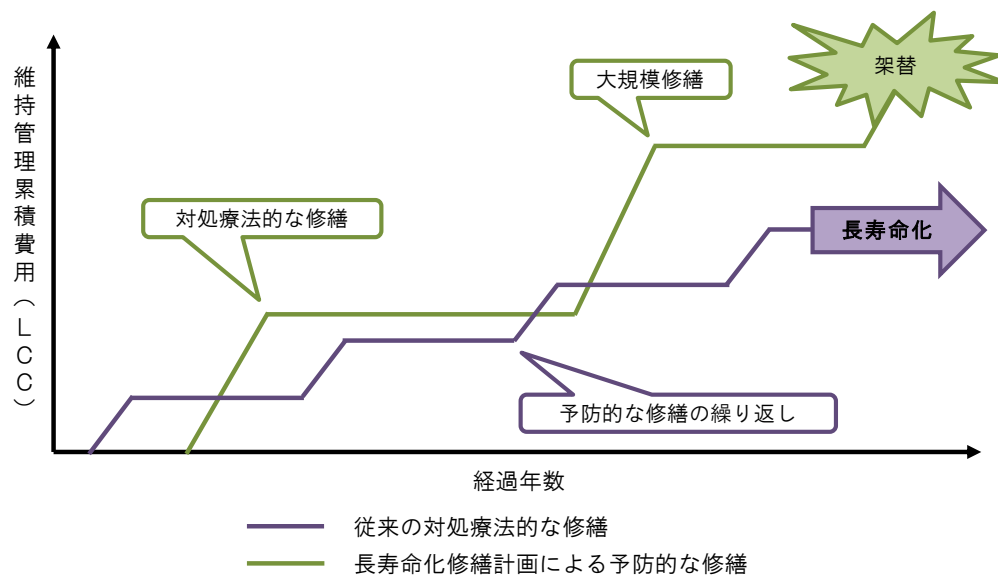 維持管理累積費用（LCC）
架替
大規模修繕
対処療法的な修繕
長寿命化
予防的な修繕の繰り返し
経過年数
従来の対処療法的な修繕
長寿命化修繕計画による予防的な修繕